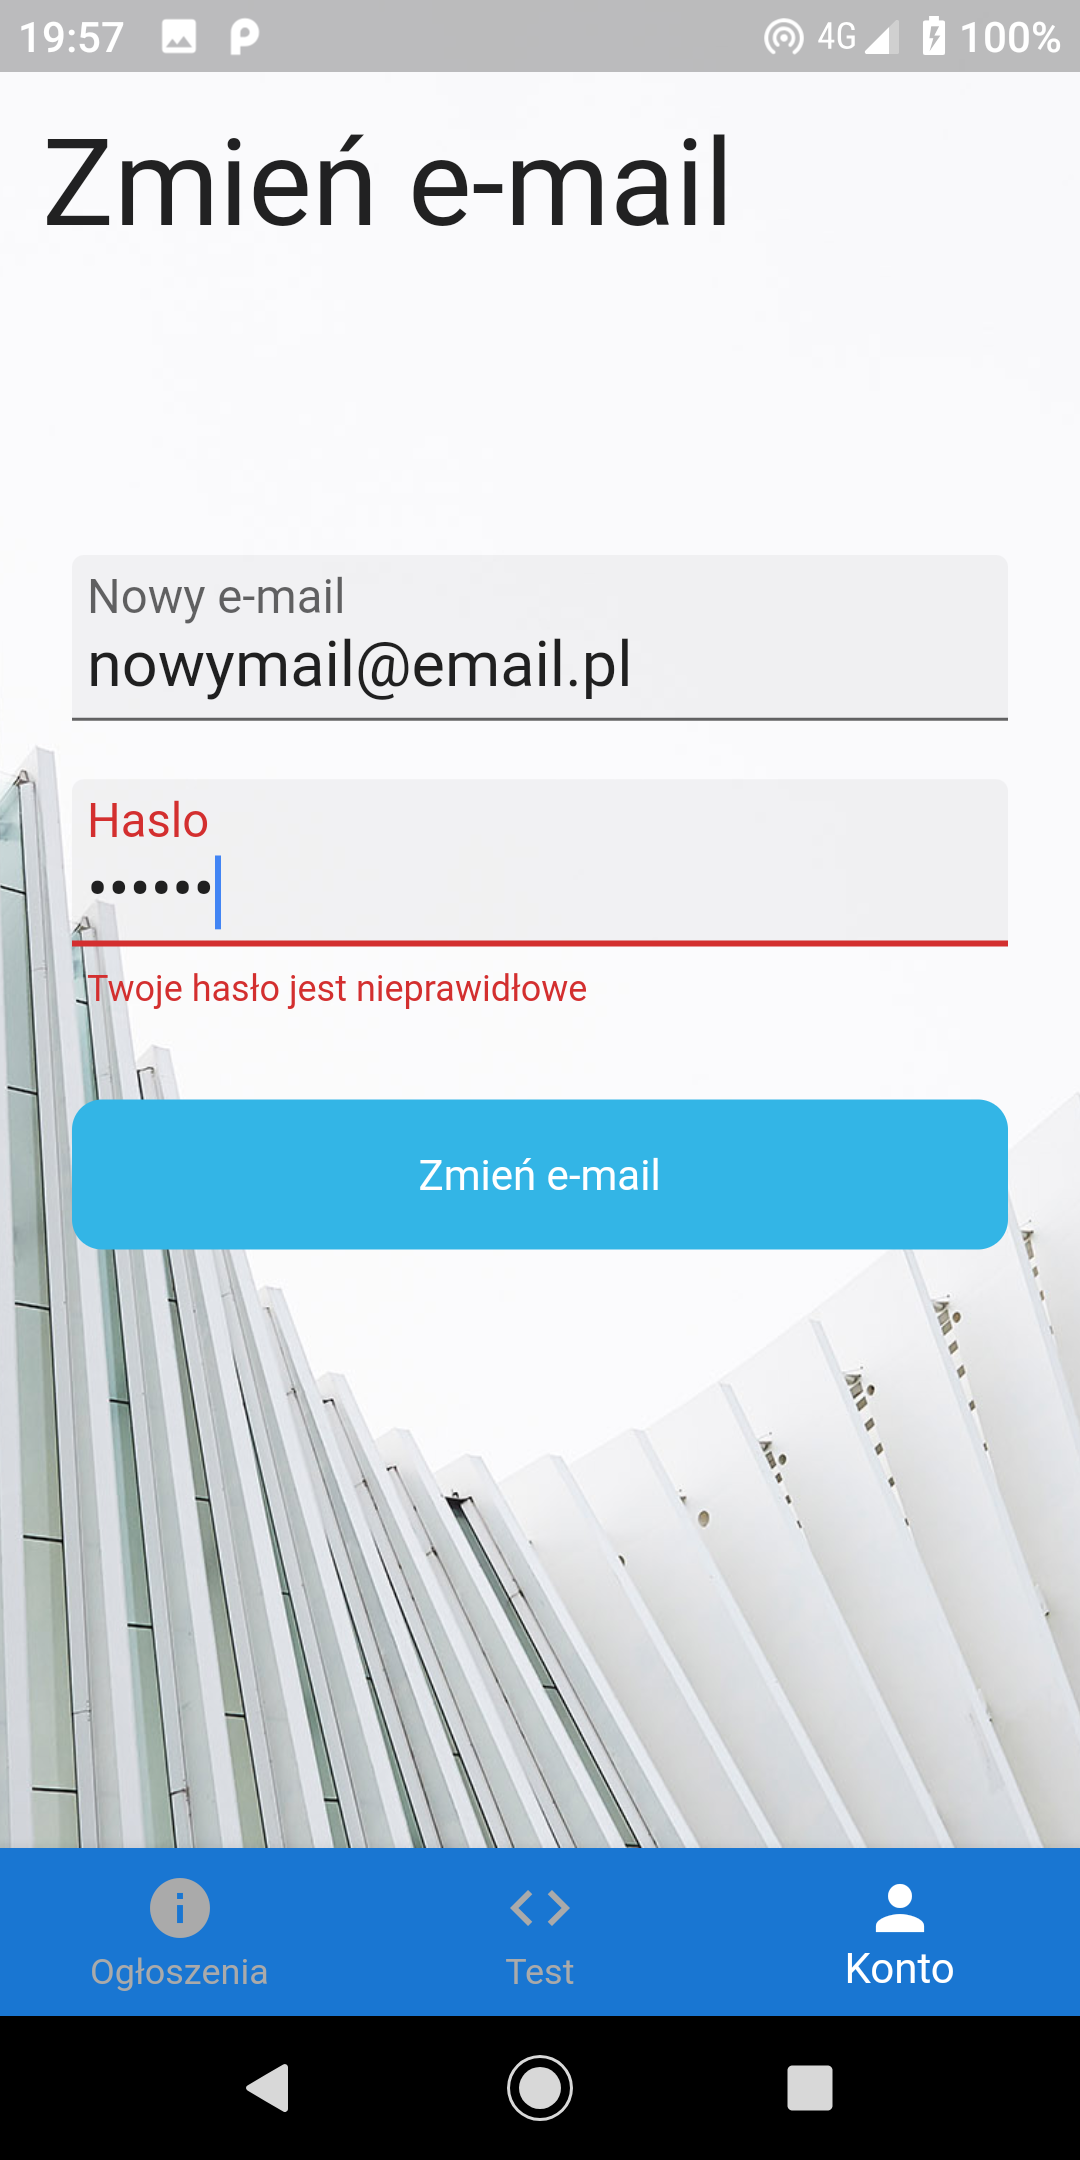 19:57 4G 100%
Zmień e-mail
Nowy e-mail
nowymail@email.pl
Haslo
••••••
Twoje hasło jest nieprawidłowe
Zmień e-mail
Ogłoszenia Test Konto